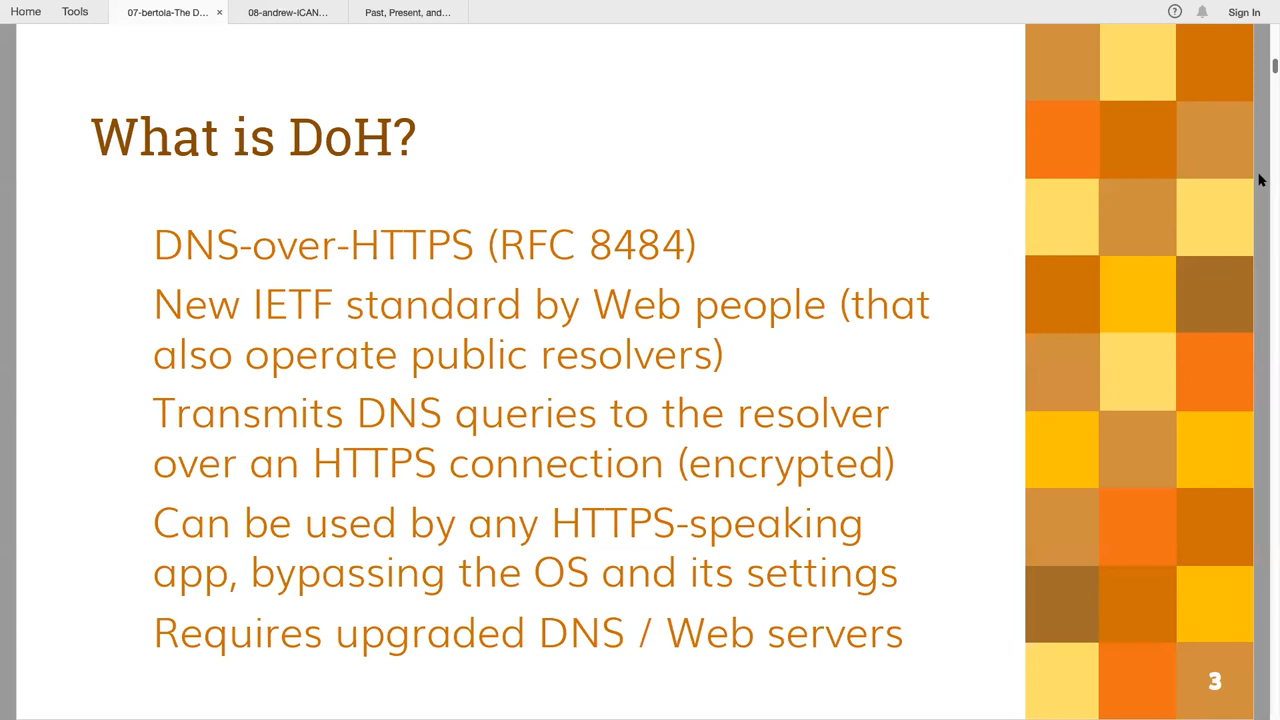 Home Tools 07-bertola-The D... × 08-andrew-ICAN... Past, Present, and... ? Sign In
What is DoH?
DNS-over-HTTPS (RFC 8484)
New IETF standard by Web people (that
also operate public resolvers)
Transmits DNS queries to the resolver
over an HTTPS connection (encrypted)
Can be used by any HTTPS-speaking
app, bypassing the OS and its settings
Requires upgraded DNS / Web servers
3